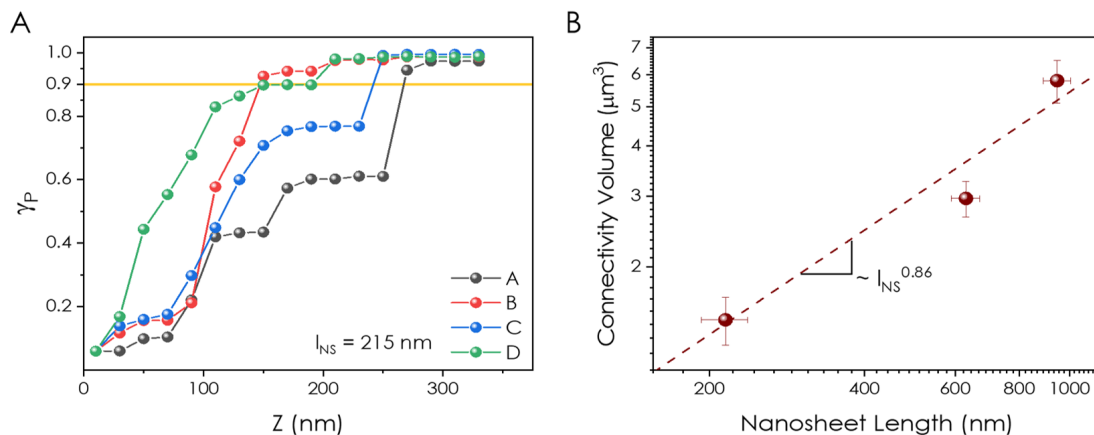 A
B
γP
1.0
0.9
0.8
0.6
0.4
0.2
A
B
C
D
lNS = 215 nm
0
100
200
300
Z (nm)
Connectivity Volume (μm³)
7
6
5
4
3
2
~ lNS^0.86
200
400
600
800
1000
Nanosheet Length (nm)